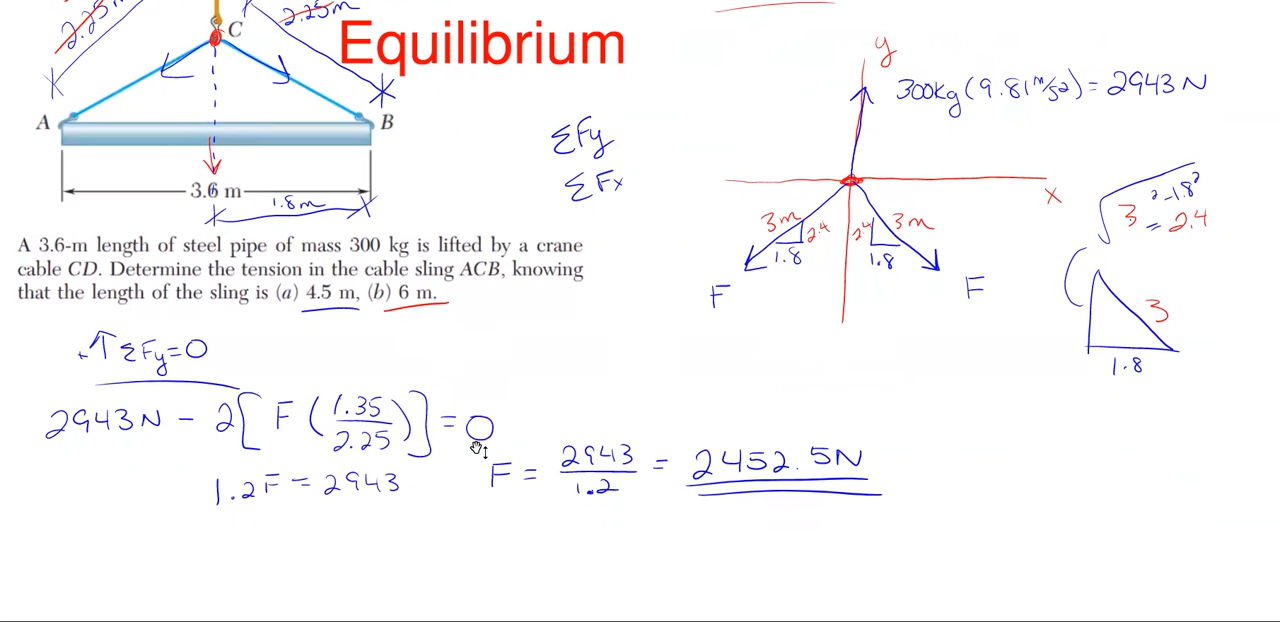 2.25m
2.25m
C
Equilibrium
A
B
3.6 m
1.8m
ΣFy
ΣFx
y
300kg (9.81 m/s2) = 2943 N
x
3m
2.4
1.8
2.4
3m
1.8
F
F
√3² - 1.8²
= 2.4
3
1.8
A 3.6-m length of steel pipe of mass 300 kg is lifted by a crane
cable CD. Determine the tension in the cable sling ACB, knowing
that the length of the sling is (a) 4.5 m, (b) 6 m.
+↑ ΣFy=0
2943N - 2[ F (1.35/2.25)] = 0
1.2F = 2943
F = 2943/1.2 = 2452.5N